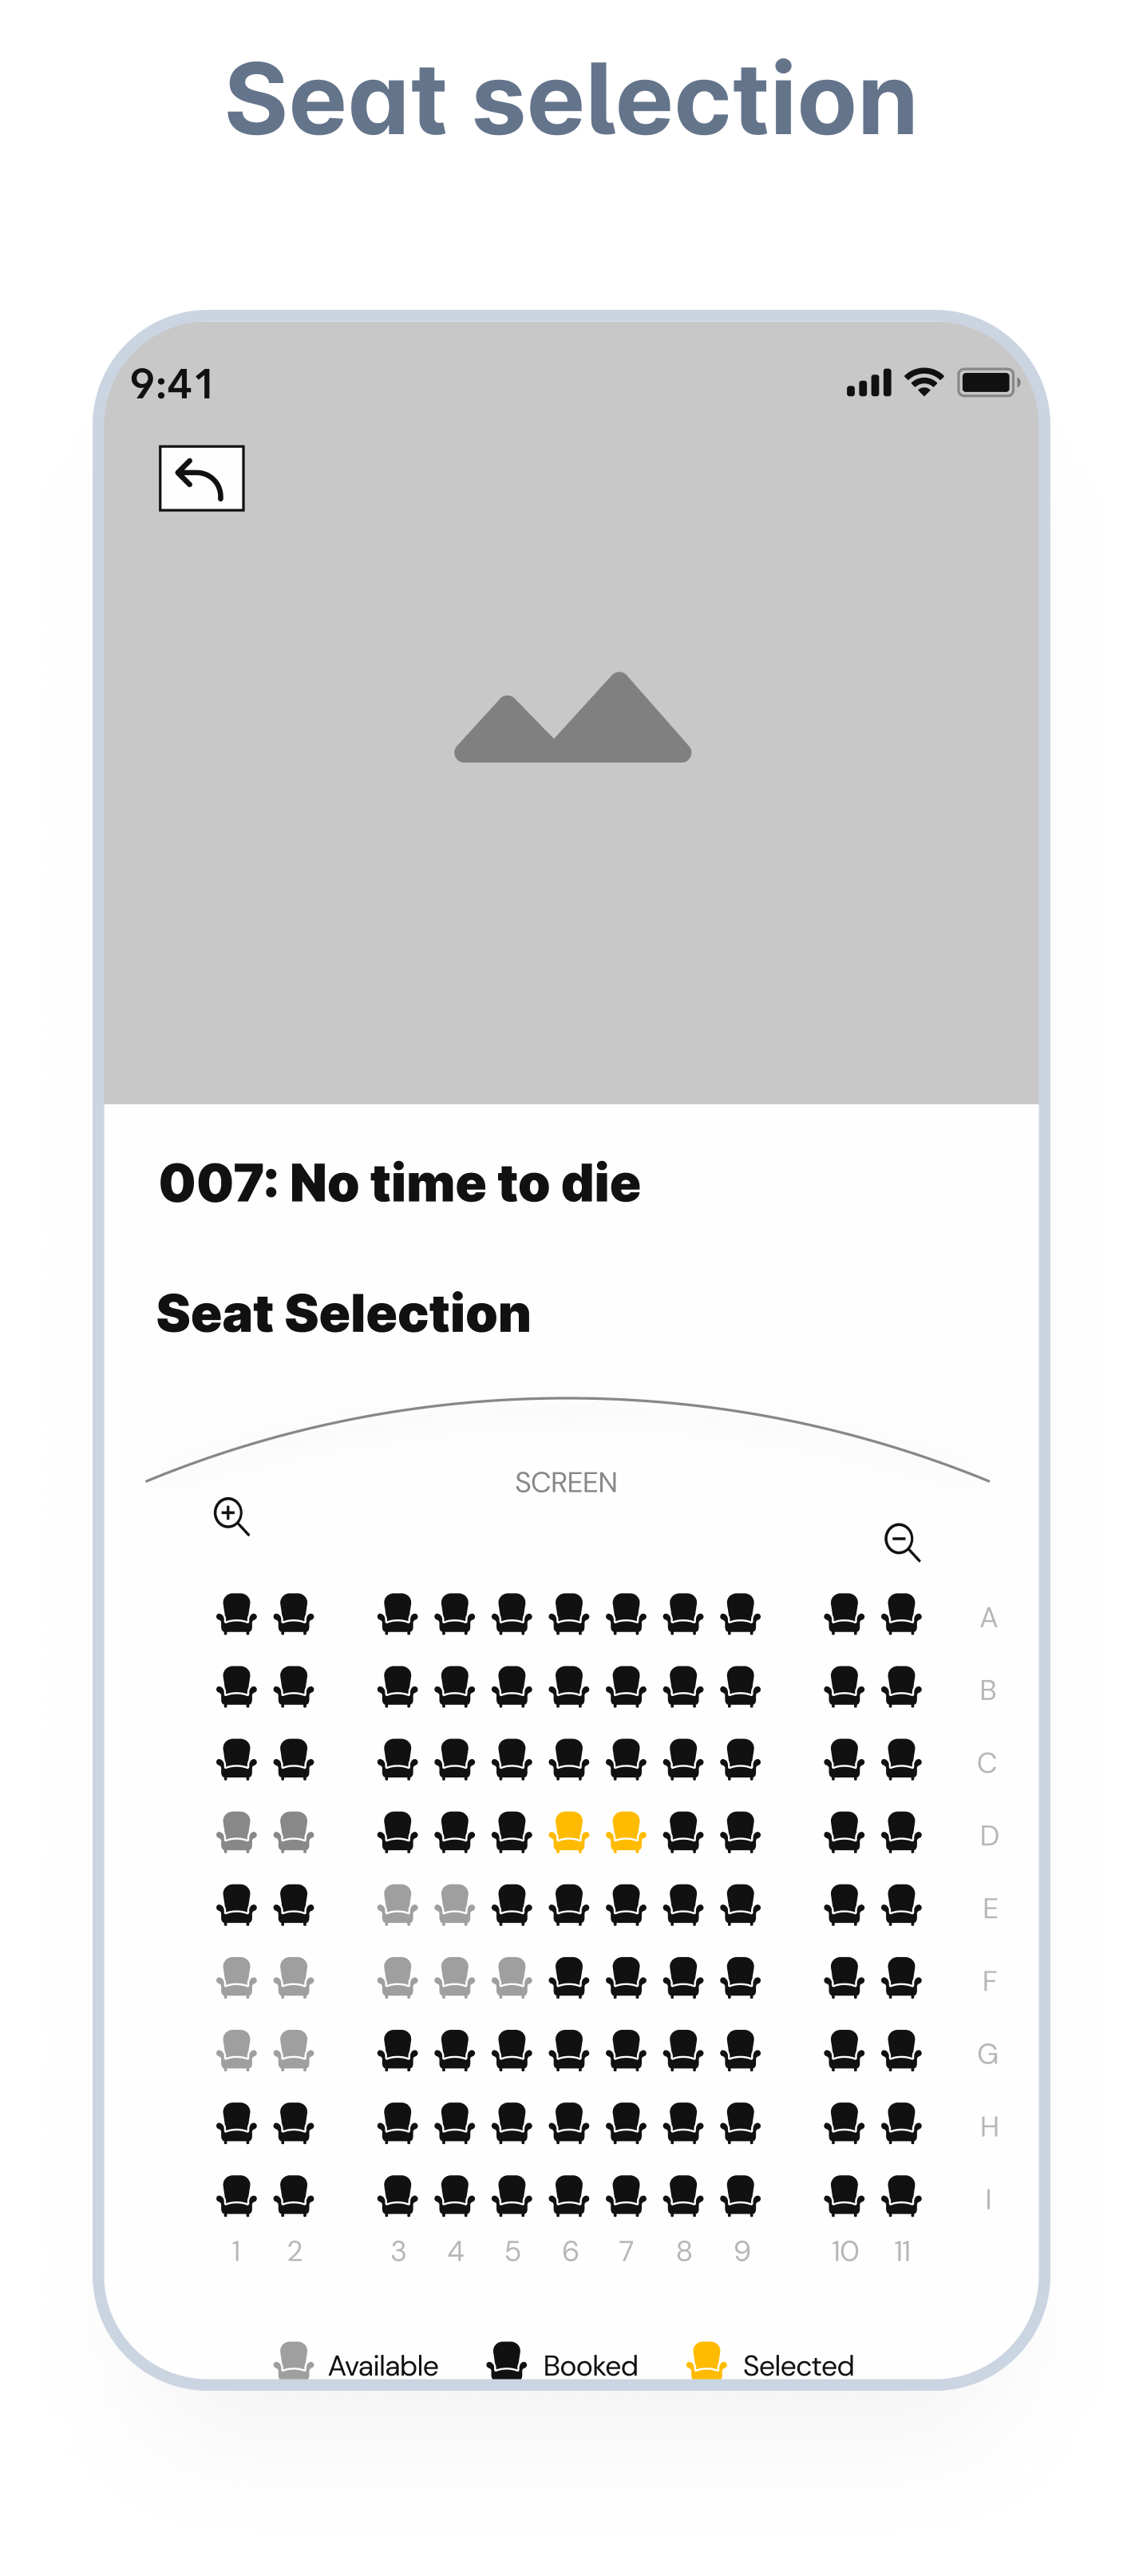 Seat selection
9:41
007: No time to die
Seat Selection
SCREEN
A
B
C
D
E
F
G
H
I
1 2 3 4 5 6 7 8 9 10 11
Available Booked Selected